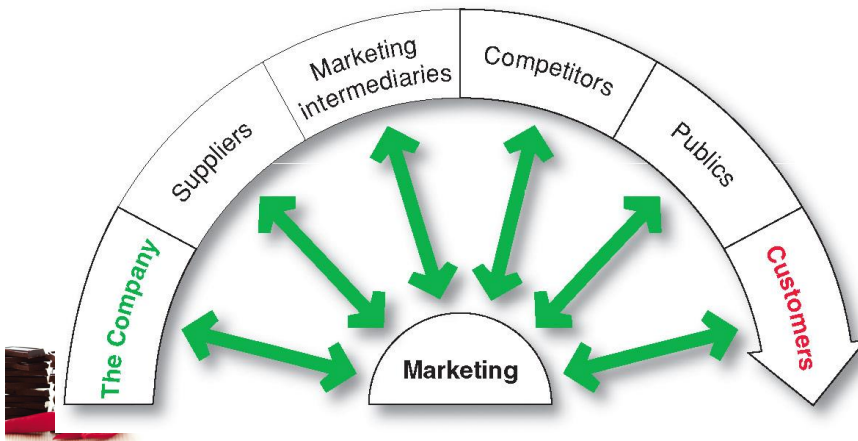 The Company
Suppliers
Marketing
intermediaries
Competitors
Publics
Customers
Marketing